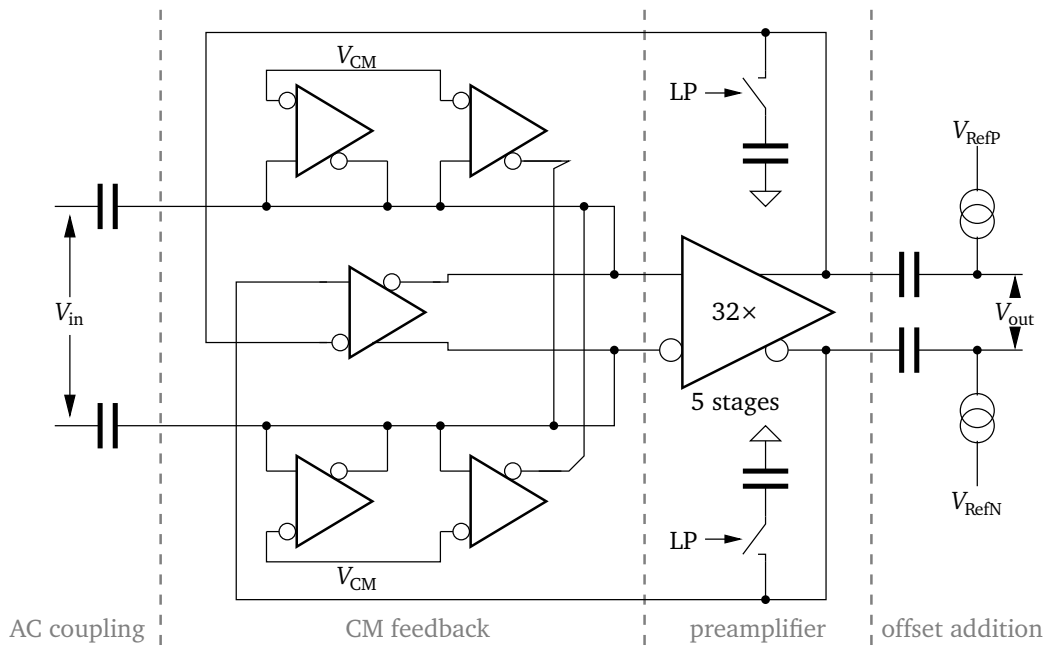 V_CM
LP
V_RefP
V_in
32×
V_out
5 stages
V_RefN
LP
V_CM
AC coupling
CM feedback
preamplifier
offset addition